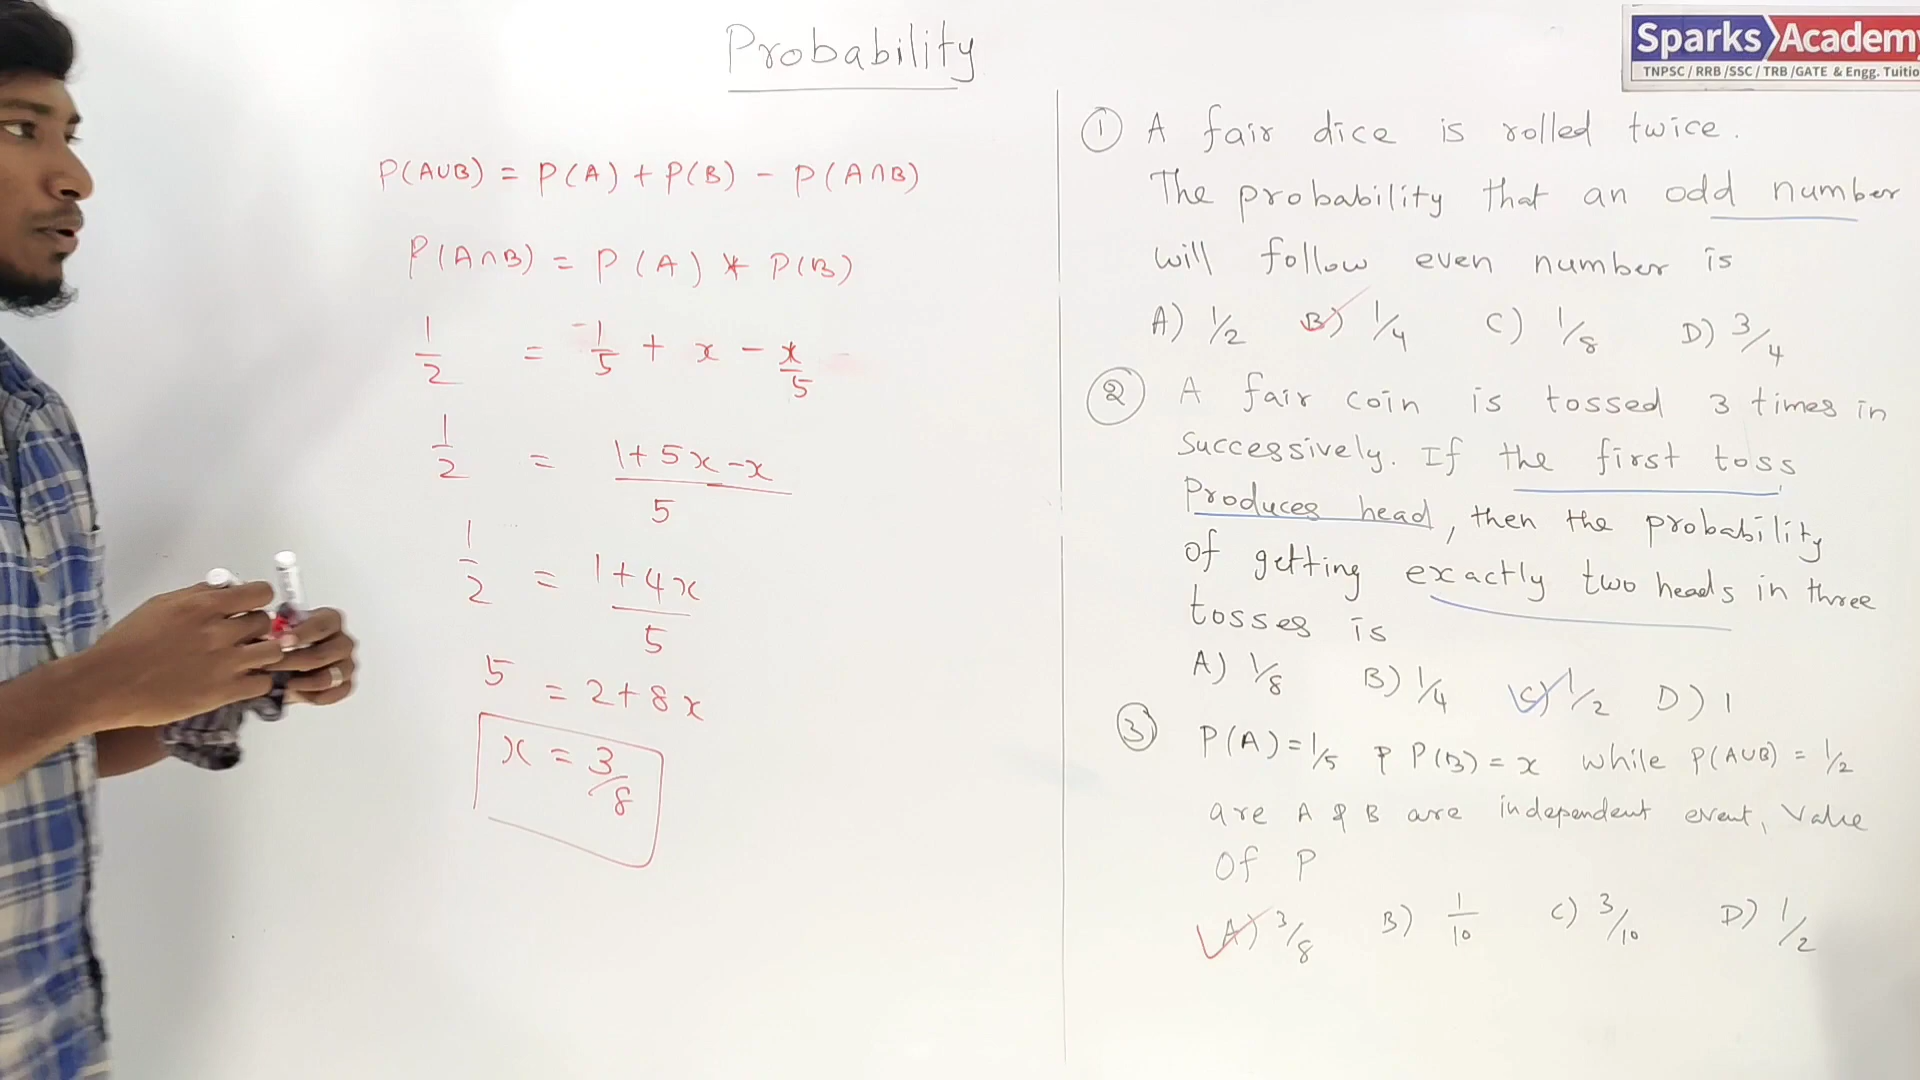 Probability
Sparks Academy
TNPSC / RRB / SSC / TRB / GATE & Engg. Tuitio
P(A∪B) = P(A) + P(B) - P(A∩B)
P(A∩B) = P(A) * P(B)
1/2 = 1/5 + x - x/5
1/2 = (1+5x-x)/5
1/2 = (1+4x)/5
5 = 2+8x
x = 3/8
① A fair dice is rolled twice.
The probability that an odd number
will follow even number is
A) 1/2 B) 1/4 C) 1/8 D) 3/4
② A fair coin is tossed 3 times in
Successively. If the first toss
Produces head, then the probability
of getting exactly two heads in three
tosses is
A) 1/8 B) 1/4 C) 1/2 D) 1
③ P(A)=1/5 & P(B)=x while P(A∪B) = 1/2
are A & B are independent event, Value
Of P
A) 3/8 B) 1/10 C) 3/10 D) 1/2